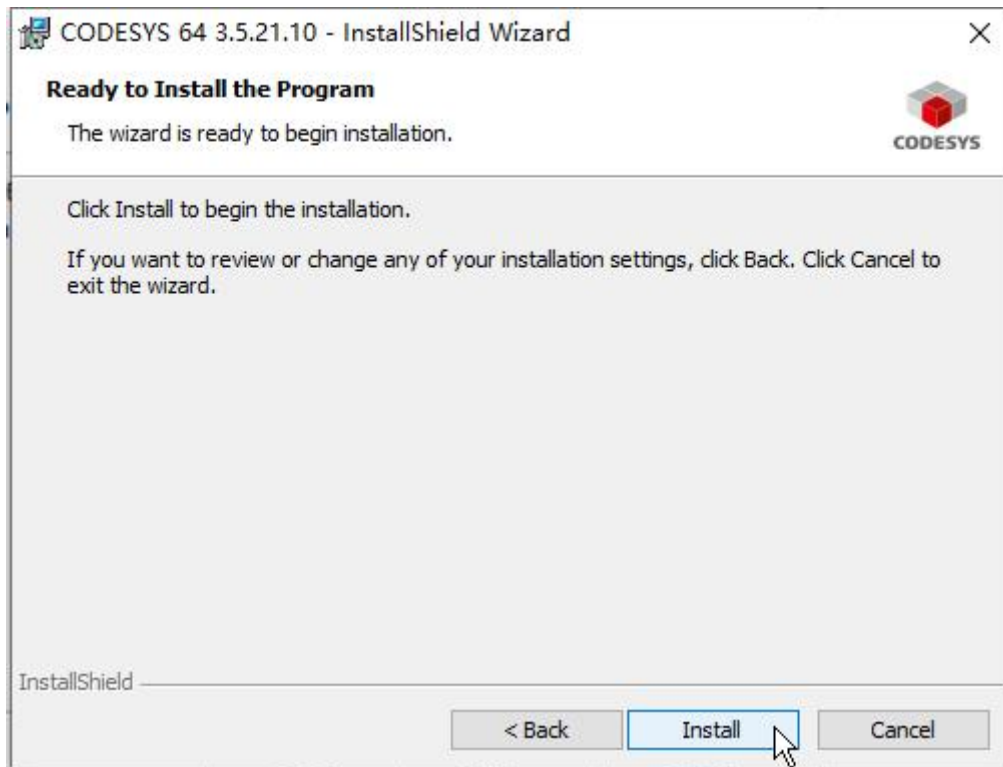 CODESYS 64 3.5.21.10 - InstallShield Wizard
Ready to Install the Program
The wizard is ready to begin installation.
CODESYS
Click Install to begin the installation.
If you want to review or change any of your installation settings, click Back. Click Cancel to
exit the wizard.
InstallShield
< Back
Install
Cancel